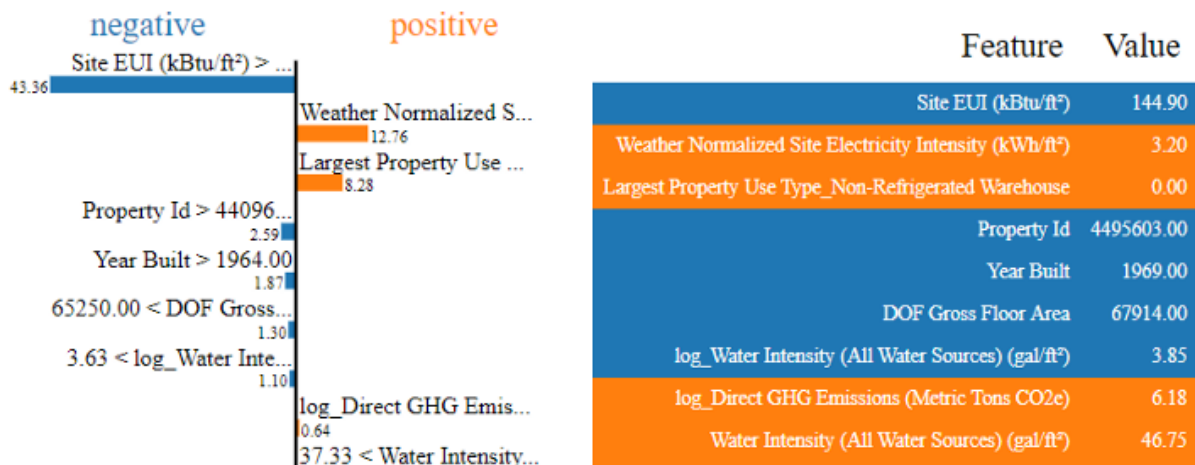 negative
positive
Site EUI (kBtu/ft²) > ...
43.36
Weather Normalized S...
12.76
Largest Property Use ...
8.28
Property Id > 44096...
2.59
Year Built > 1964.00
1.87
65250.00 < DOF Gross...
1.30
3.63 < log_Water Inte...
1.10
log_Direct GHG Emis...
0.64
37.33 < Water Intensity...
Feature Value
Site EUI (kBtu/ft²) 144.90
Weather Normalized Site Electricity Intensity (kWh/ft²) 3.20
Largest Property Use Type_Non-Refrigerated Warehouse 0.00
Property Id 4495603.00
Year Built 1969.00
DOF Gross Floor Area 67914.00
log_Water Intensity (All Water Sources) (gal/ft²) 3.85
log_Direct GHG Emissions (Metric Tons CO2e) 6.18
Water Intensity (All Water Sources) (gal/ft²) 46.75